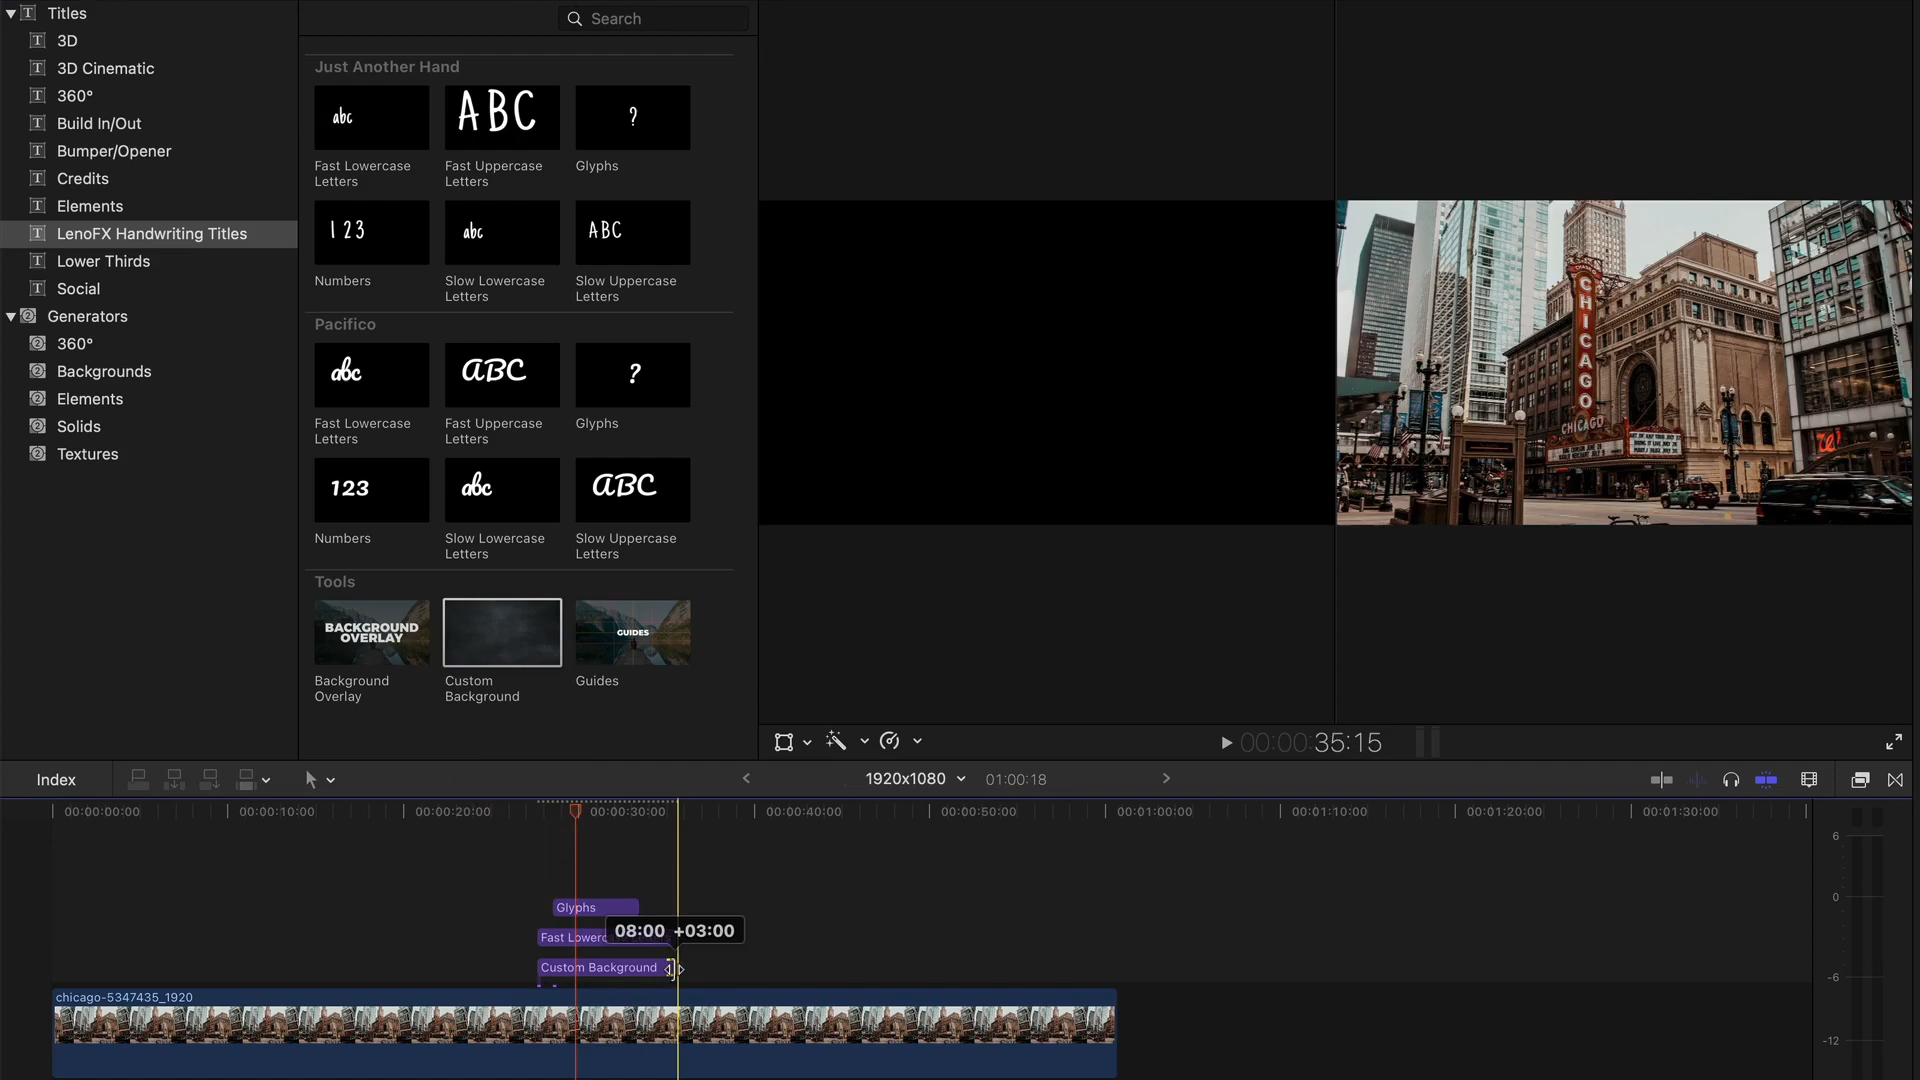 Titles
3D
3D Cinematic
360°
Build In/Out
Bumper/Opener
Credits
Elements
LenoFX Handwriting Titles
Lower Thirds
Social
Generators
360°
Backgrounds
Elements
Solids
Textures
Search
Just Another Hand
abc
ABC
?
Fast Lowercase
Letters
Fast Uppercase
Letters
Glyphs
1 2 3
abc
ABC
Numbers
Slow Lowercase
Letters
Slow Uppercase
Letters
Pacifico
abc
ABC
?
Fast Lowercase
Letters
Fast Uppercase
Letters
Glyphs
123
abc
ABC
Numbers
Slow Lowercase
Letters
Slow Uppercase
Letters
Tools
BACKGROUND
OVERLAY
GUIDES
Background
Overlay
Custom
Background
Guides
CHICAGO
CHICAGO
00:00:35:15
Index
1920x1080
01:00:18
00:00:00:00
00:00:10:00
00:00:20:00
00:00:30:00
00:00:40:00
00:00:50:00
00:01:00:00
00:01:10:00
00:01:20:00
00:01:30:00
6
0
-6
-12
Glyphs
08:00 +03:00
Fast Lowerc
Custom Background
chicago-5347435_1920